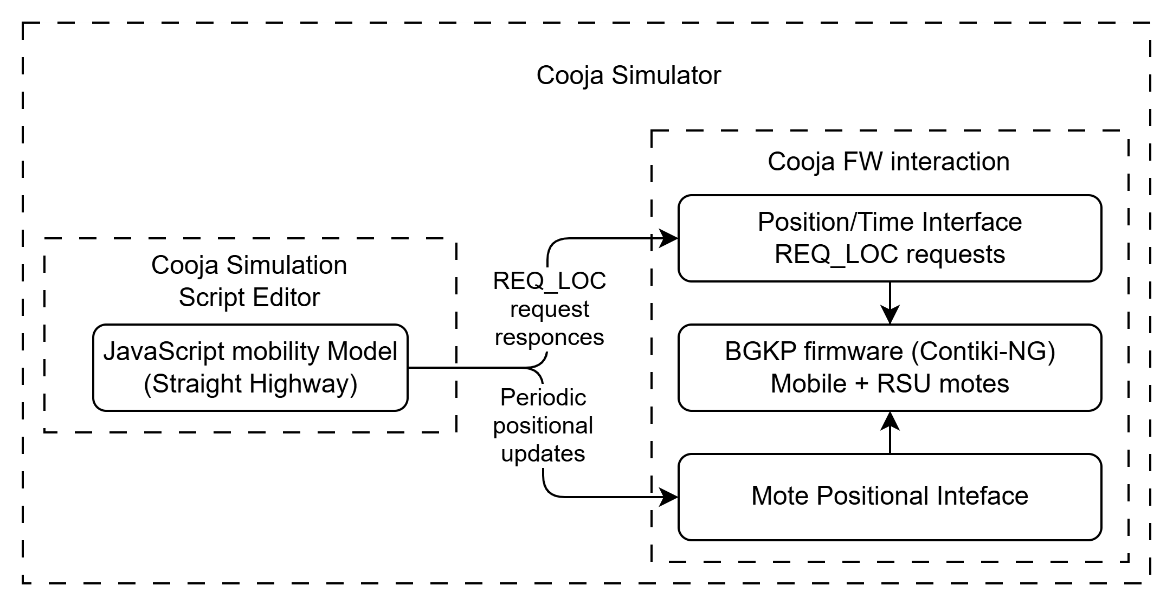 Cooja Simulator
Cooja FW interaction
Position/Time Interface
REQ_LOC requests
Cooja Simulation
Script Editor
REQ_LOC
request
responces
JavaScript mobility Model
(Straight Highway)
BGKP firmware (Contiki-NG)
Mobile + RSU motes
Periodic
positional
updates
Mote Positional Inteface